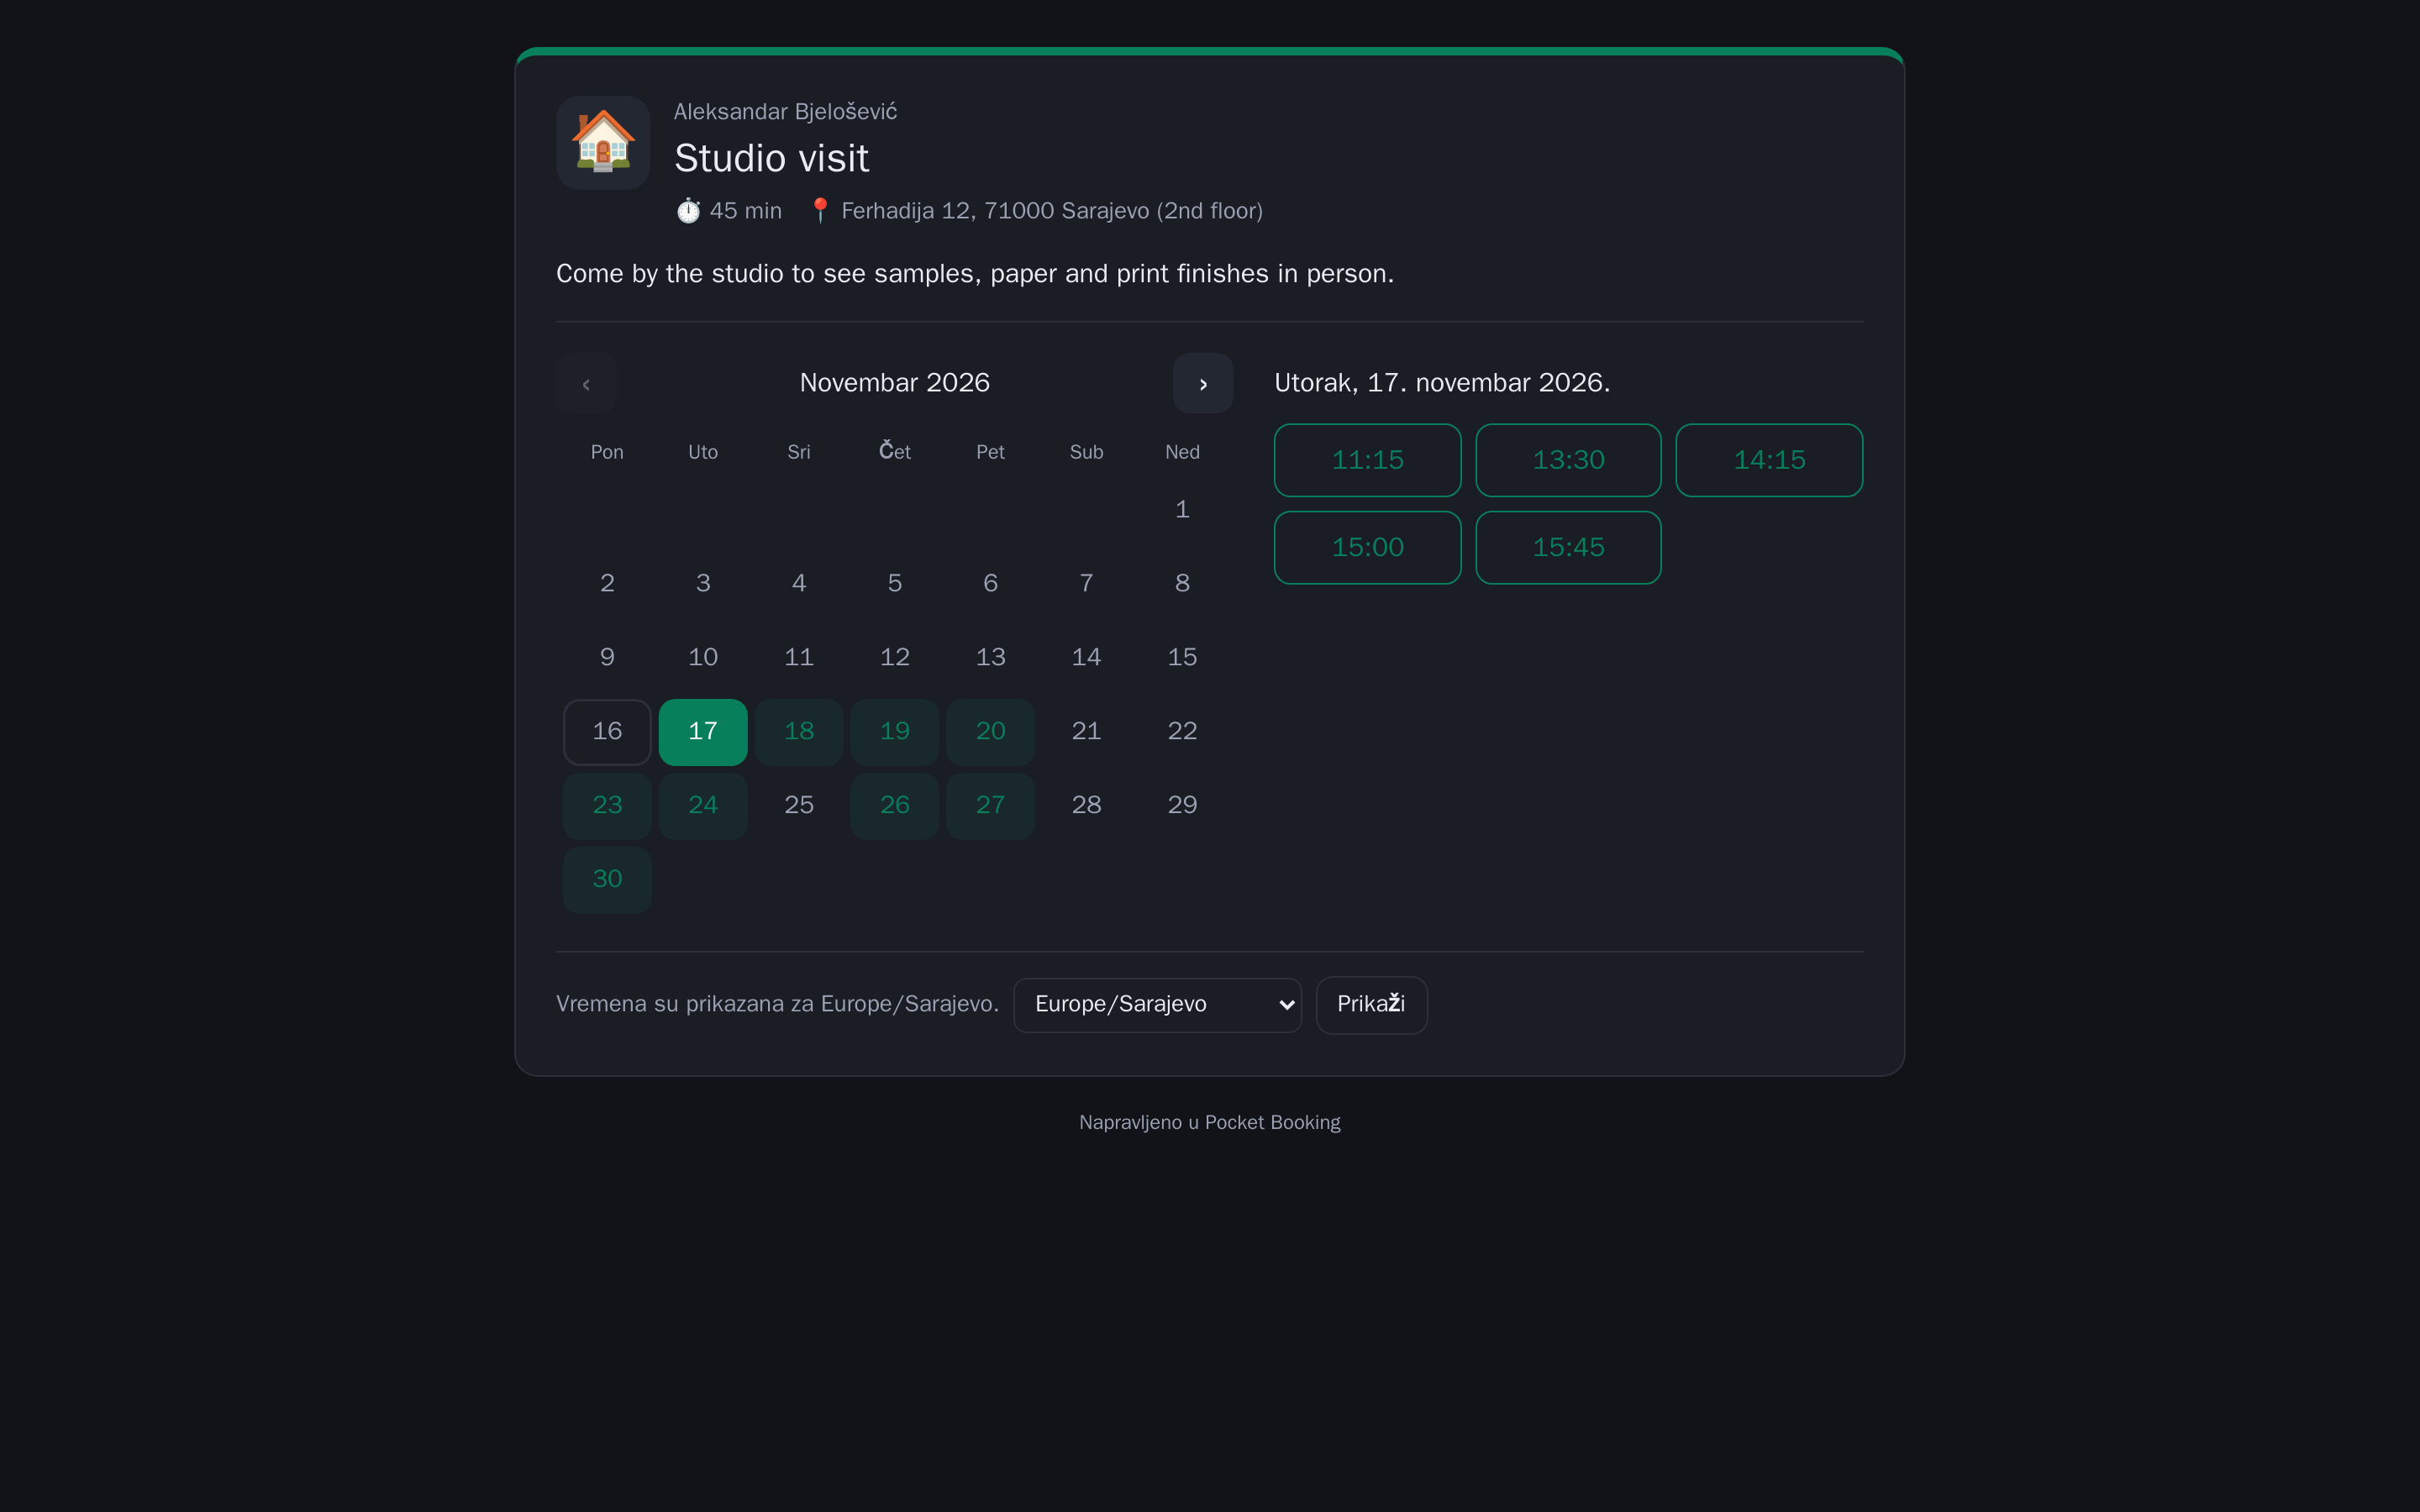 Aleksandar Bjelošević
Studio visit
45 min Ferhadija 12, 71000 Sarajevo (2nd floor)
Come by the studio to see samples, paper and print finishes in person.
‹ Novembar 2026 ›
Pon Uto Sri Čet Pet Sub Ned
1
2 3 4 5 6 7 8
9 10 11 12 13 14 15
16 17 18 19 20 21 22
23 24 25 26 27 28 29
30
Utorak, 17. novembar 2026.
11:15 13:30 14:15
15:00 15:45
Vremena su prikazana za Europe/Sarajevo. Europe/Sarajevo Prikaži
Napravljeno u Pocket Booking